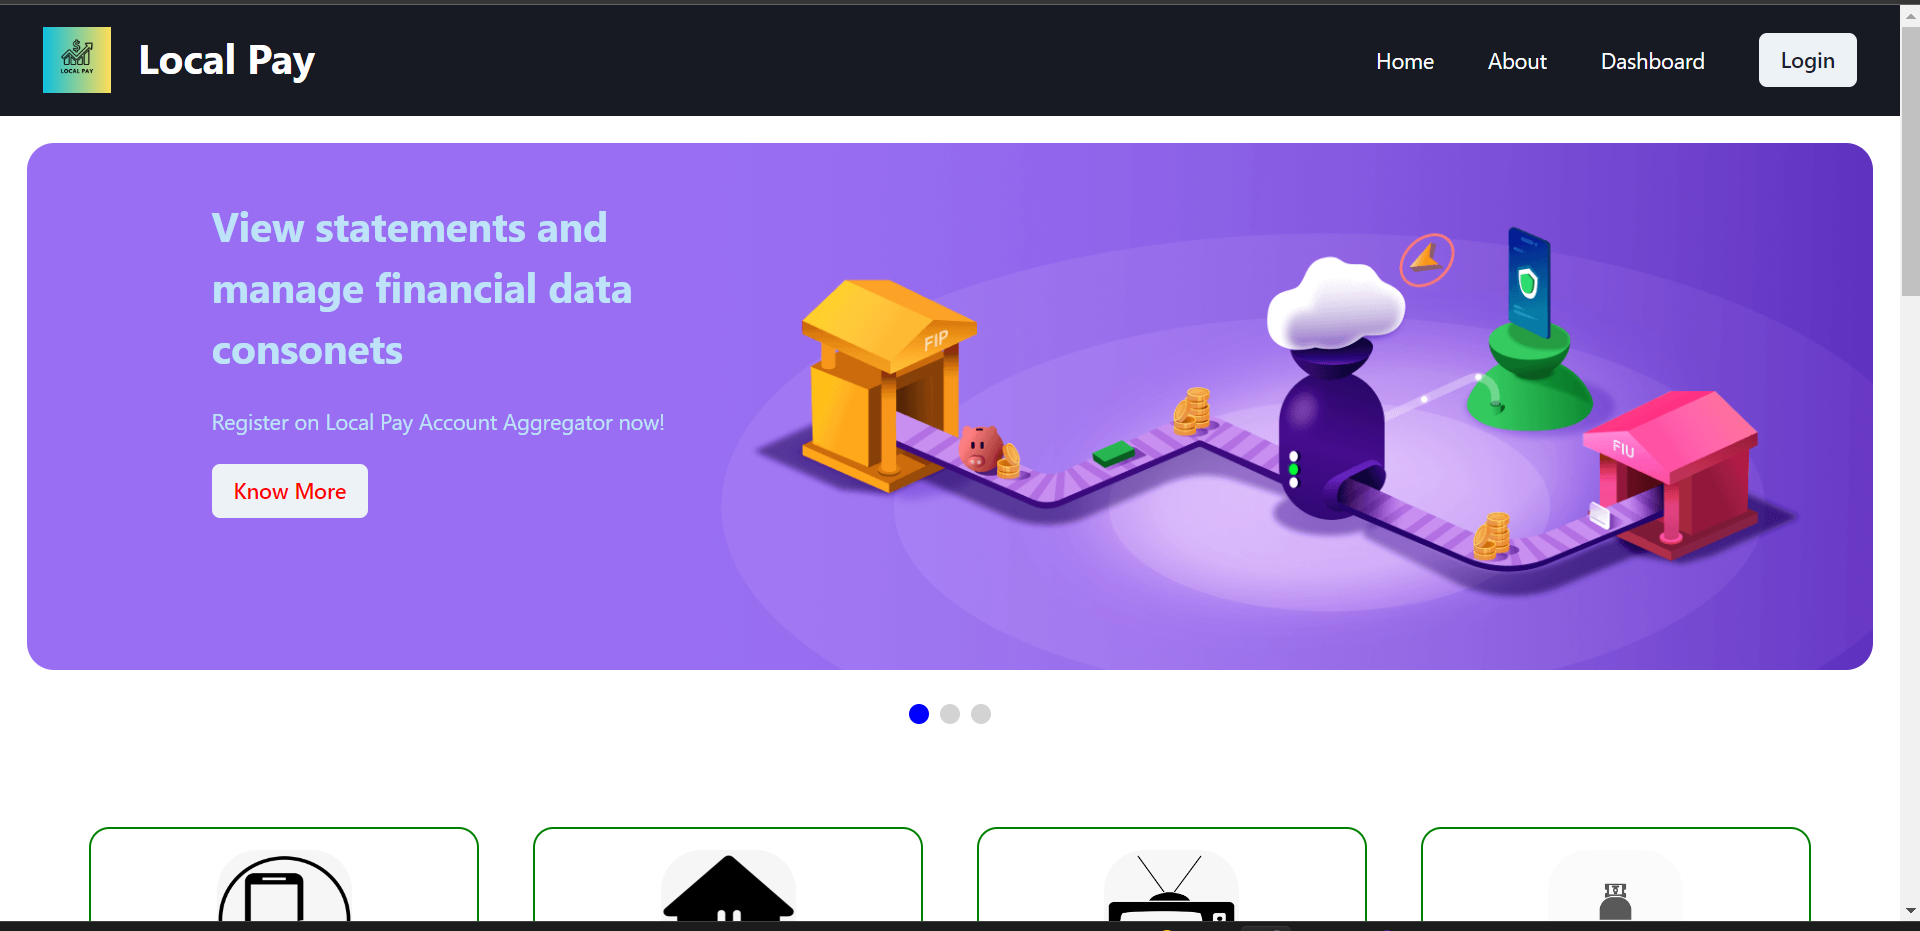 LOCAL PAY
Local Pay
Home
About
Dashboard
Login
View statements and
manage financial data
consonets
Register on Local Pay Account Aggregator now!
Know More
FIP
FIU